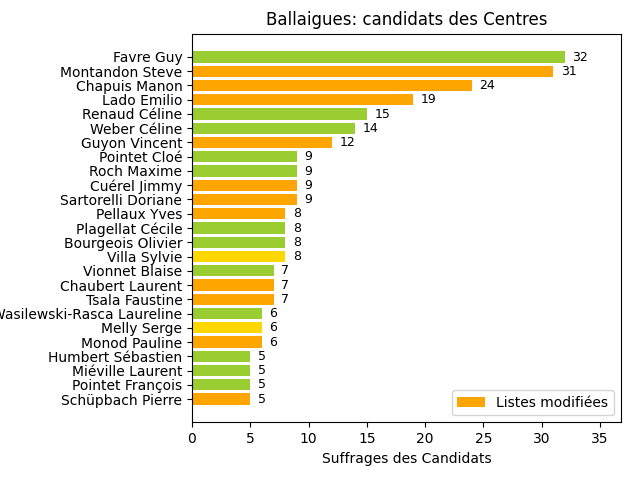 Ballaigues: candidats des Centres
Favre Guy 32
Montandon Steve 31
Chapuis Manon 24
Lado Emilio 19
Renaud Céline 15
Weber Céline 14
Guyon Vincent 12
Pointet Cloé 9
Roch Maxime 9
Cuérel Jimmy 9
Sartorelli Doriane 9
Pellaux Yves 8
Plagellat Cécile 8
Bourgeois Olivier 8
Villa Sylvie 8
Vionnet Blaise 7
Chaubert Laurent 7
Tsala Faustine 7
Wasilewski-Rasca Laureline 6
Melly Serge 6
Monod Pauline 6
Humbert Sébastien 5
Miéville Laurent 5
Pointet François 5
Schüpbach Pierre 5
Listes modifiées
0 5 10 15 20 25 30 35
Suffrages des Candidats